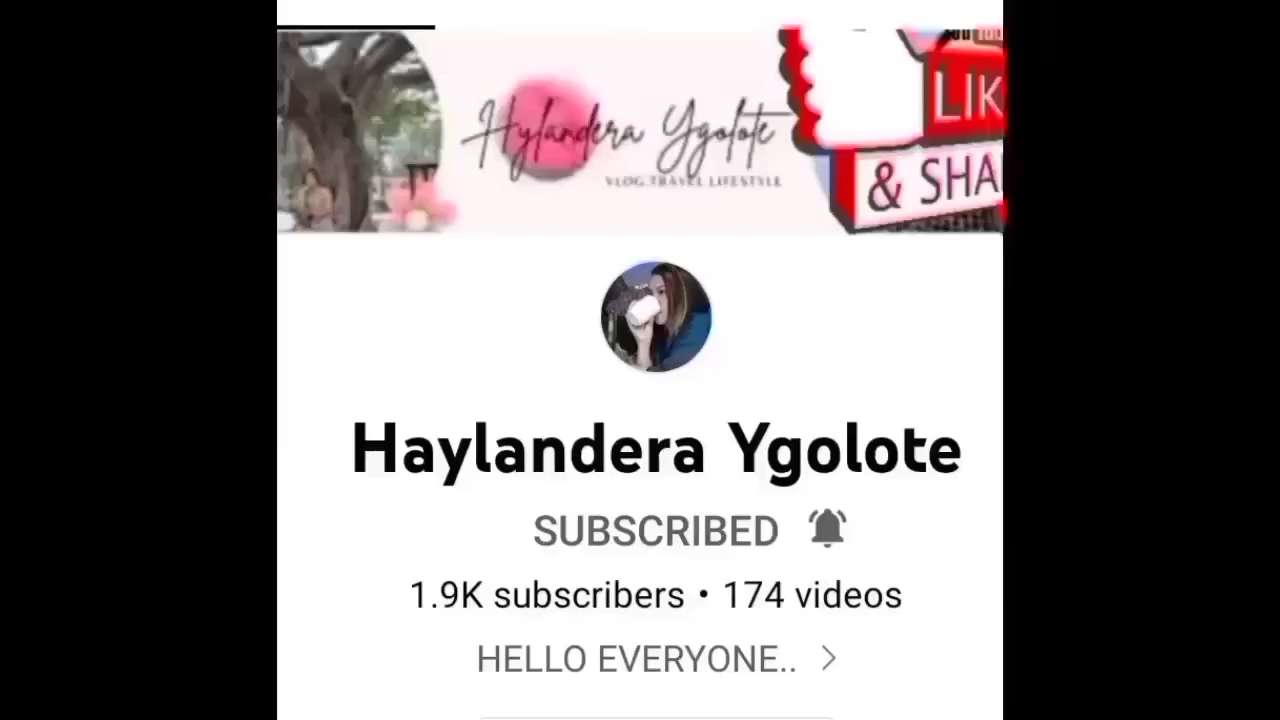 Hylandera Ygolote
VLOG.TRAVEL LIFESTYLE
LIK
& SHA
Haylandera Ygolote
SUBSCRIBED
1.9K subscribers • 174 videos
HELLO EVERYONE.. >